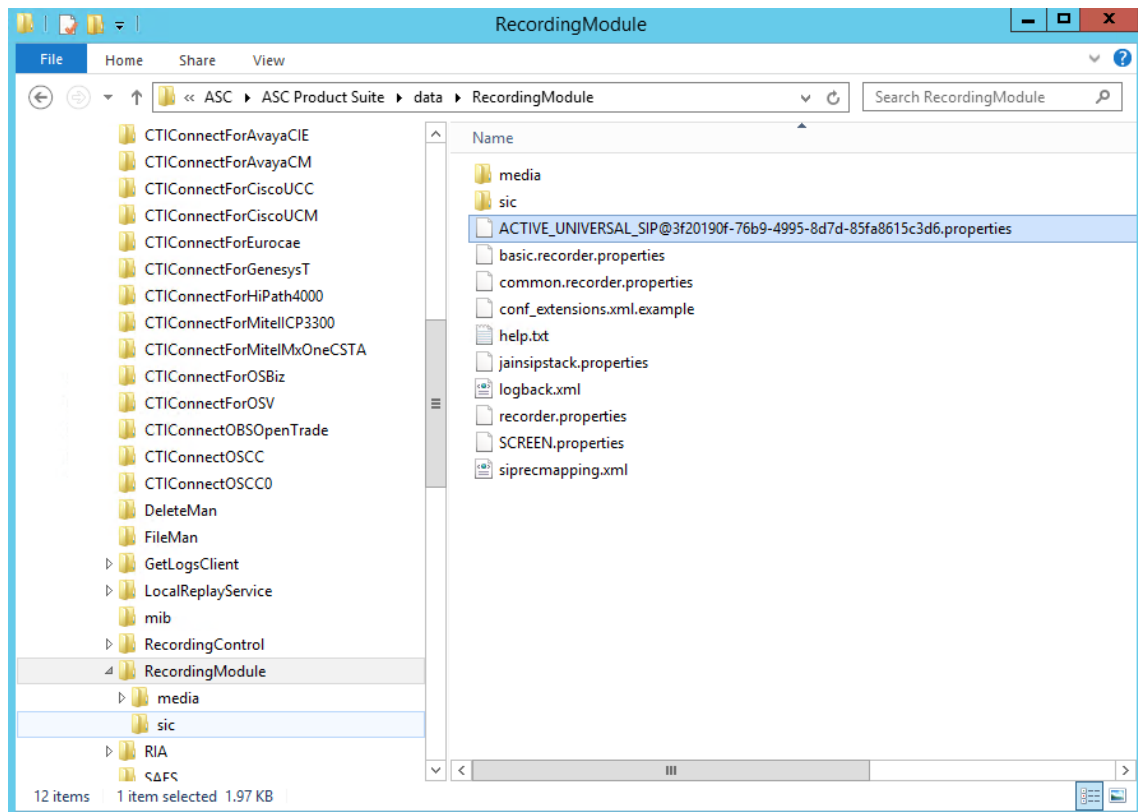 RecordingModule
File Home Share View
« ASC ▸ ASC Product Suite ▸ data ▸ RecordingModule
Search RecordingModule
CTIConnectForAvayaCIE
CTIConnectForAvayaCM
CTIConnectForCiscoUCC
CTIConnectForCiscoUCM
CTIConnectForEurocae
CTIConnectForGenesysT
CTIConnectForHiPath4000
CTIConnectForMitelICP3300
CTIConnectForMitelMxOneCSTA
CTIConnectForOSBiz
CTIConnectForOSV
CTIConnectOBSOpenTrade
CTIConnectOSCC
CTIConnectOSCC0
DeleteMan
FileMan
GetLogsClient
LocalReplayService
mib
RecordingControl
RecordingModule
media
sic
RIA
SAFS
Name
media
sic
ACTIVE_UNIVERSAL_SIP@3f20190f-76b9-4995-8d7d-85fa8615c3d6.properties
basic.recorder.properties
common.recorder.properties
conf_extensions.xml.example
help.txt
jainsipstack.properties
logback.xml
recorder.properties
SCREEN.properties
siprecmapping.xml
12 items 1 item selected 1.97 KB